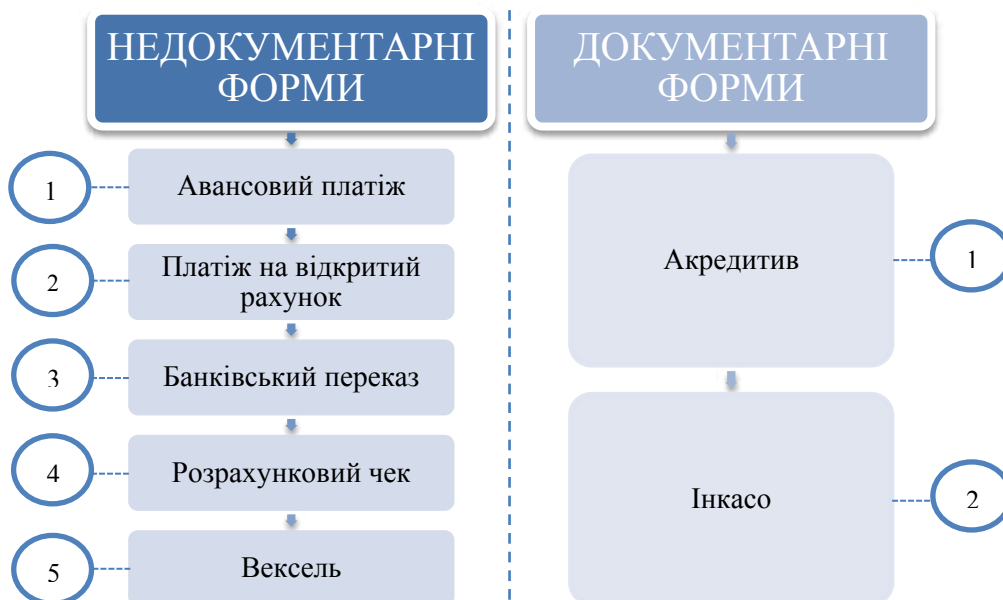 НЕДОКУМЕНТАРНІ
ФОРМИ
1
Авансовий платіж
2
Платіж на відкритий
рахунок
3
Банківський переказ
4
Розрахунковий чек
5
Вексель
ДОКУМЕНТАРНІ
ФОРМИ
Акредитив
1
Інкасо
2